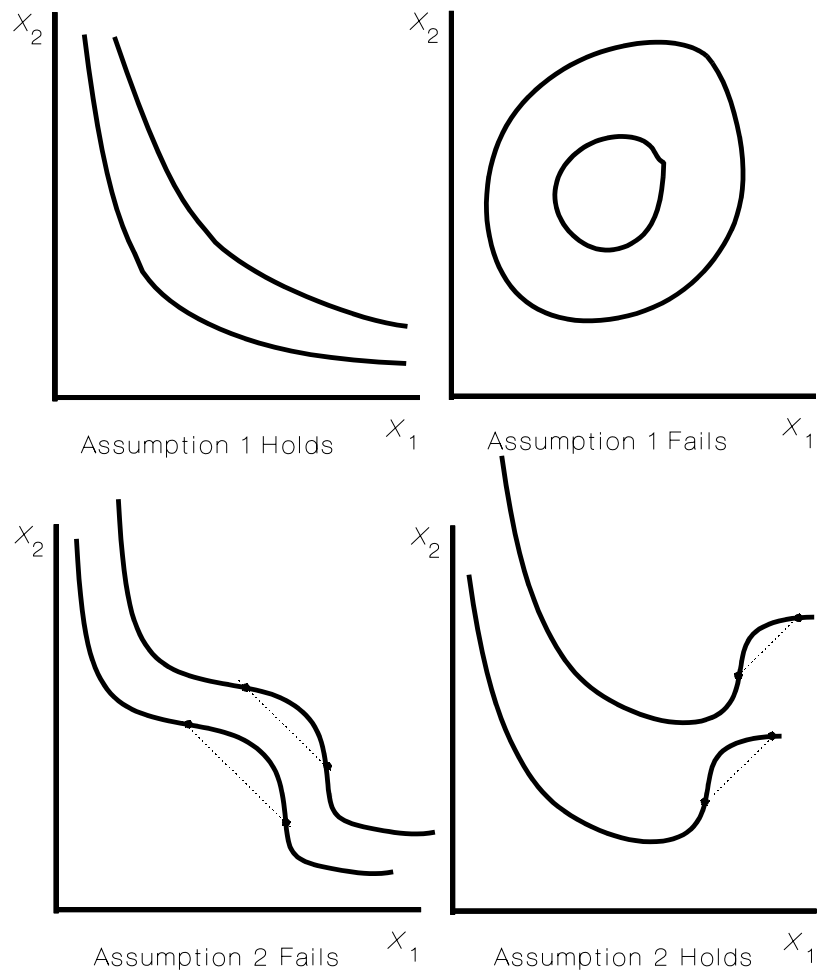 X2
X2
X1
X1
Assumption 1 Holds
Assumption 1 Fails
X2
X2
X1
X1
Assumption 2 Fails
Assumption 2 Holds